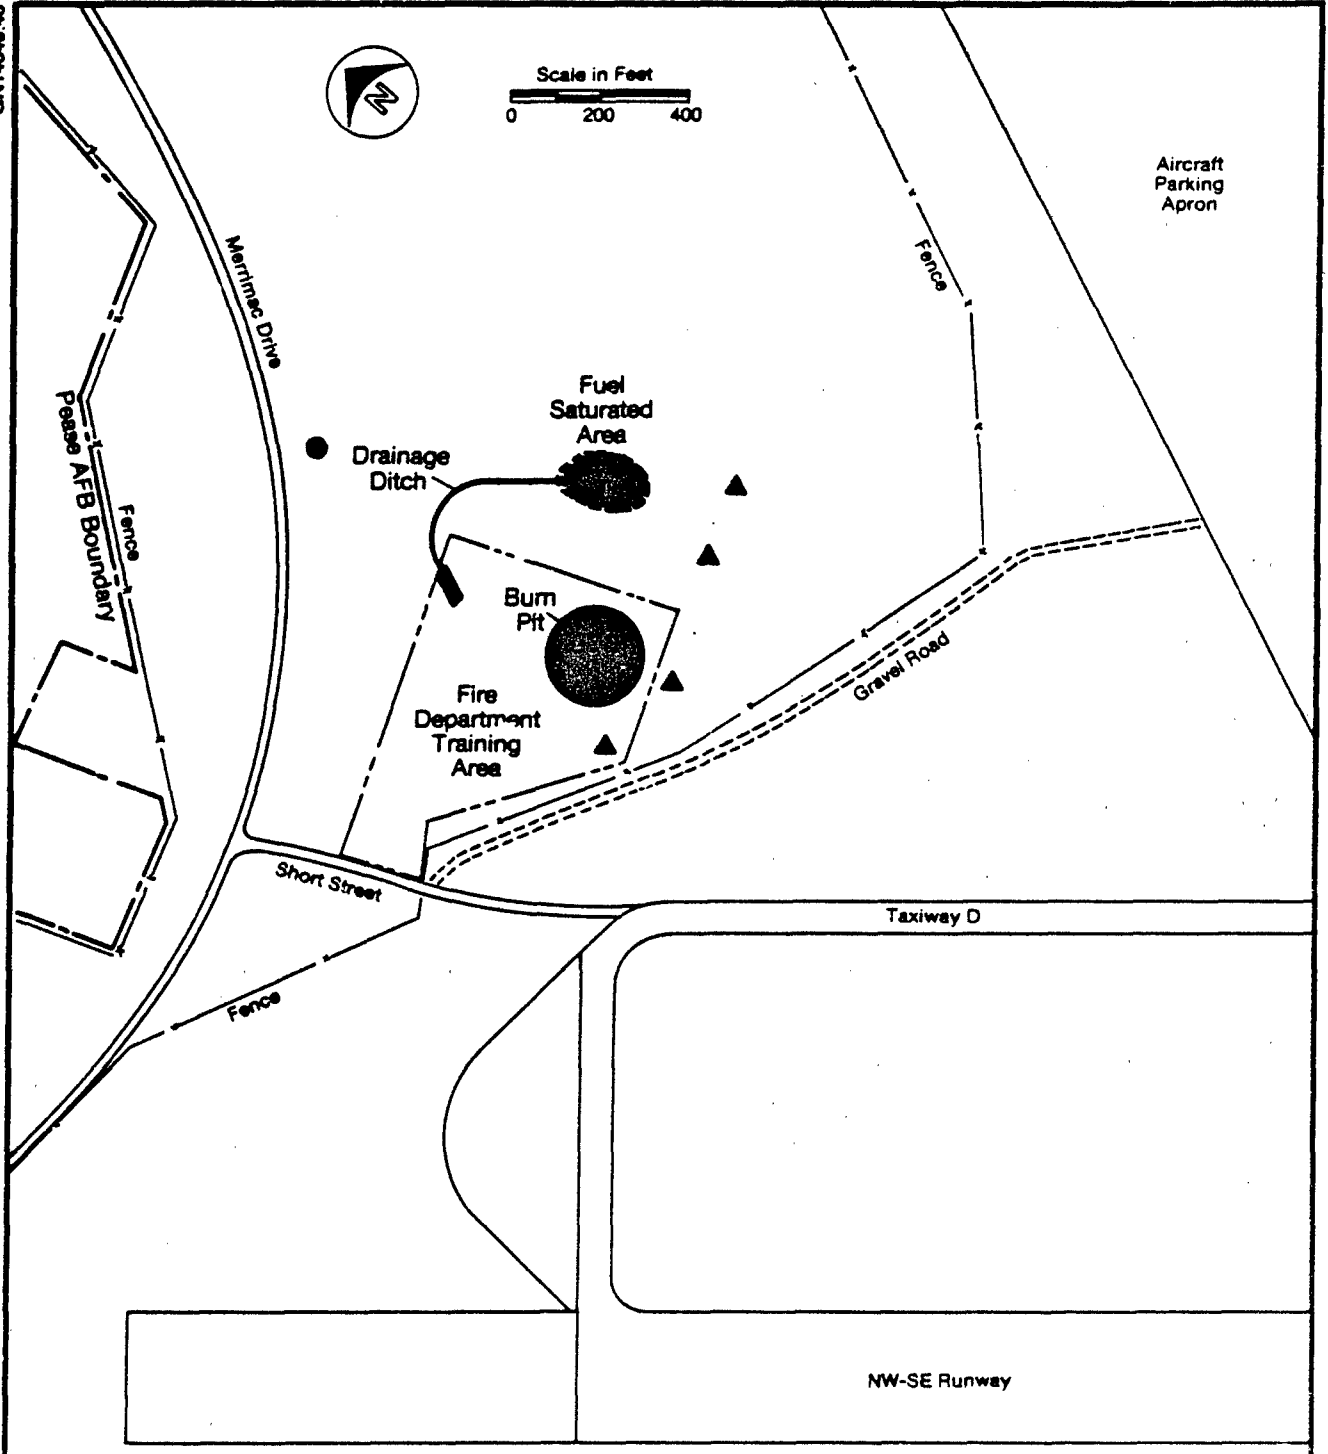 N
Scale in Feet
0 200 400
Aircraft
Parking
Apron
Merrimac Drive
Fence
Fuel
Saturated
Area
Drainage
Ditch
Pease AFB Boundary
Fence
Burn
Pit
Gravel Road
Fire
Department
Training
Area
Short Street
Taxiway D
Fence
NW-SE Runway